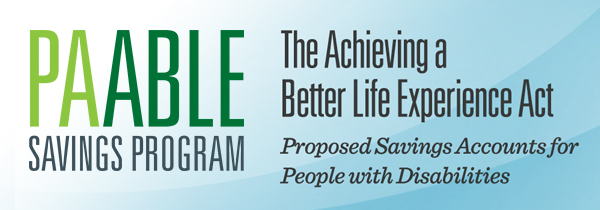 PAABLE
SAVINGS PROGRAM
The Achieving a
Better Life Experience Act
Proposed Savings Accounts for
People with Disabilities